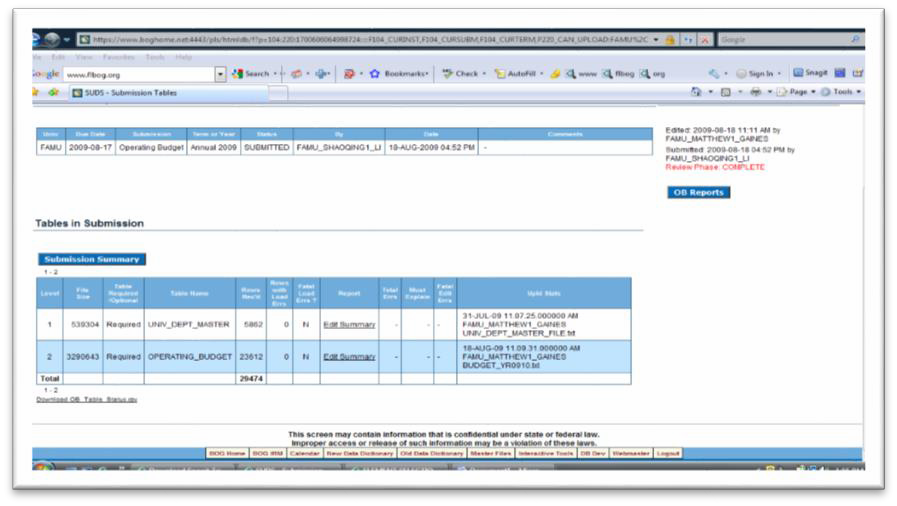 https://www.boghome.net:4443/pls/htmldb/f?p=104:220:1700606064998724::::F104_CURINST,F104_CURSUBM,F104_CURTERM,P220_CAN_UPLOAD:FAMU%2C
Google
Edit View Favorites Tools Help
Google www.flbog.org Search Bookmarks Check AutoFill www flbog org Sign In Snagit
SUDS - Submission Tables Page Tools
Univ Due Date Submission Term or Year Status By Date Comments
FAMU 2009-08-17 Operating Budget Annual 2009 SUBMITTED FAMU_SHAOQING1_LI 18-AUG-2009 04:52 PM -
Edited: 2009-08-18 11:11 AM by
FAMU_MATTHEW1_GAINES
Submitted: 2009-08-18 04:52 PM by
FAMU_SHAOQING1_LI
Review Phase: COMPLETE
OB Reports
Tables in Submission
Submission Summary
1 - 2
Level File Size Table Required /Optional Table Name Rows Rec'd Rows with Load Errs Fatal Load Errs ? Report Total Errs Must Explain Fatal Edit Errs Upld Stats
1 539304 Required UNIV_DEPT_MASTER 5862 0 N Edit Summary - - - 31-JUL-09 11.07.25.000000 AM
FAMU_MATTHEW1_GAINES
UNIV_DEPT_MASTER_FILE.txt
2 3290643 Required OPERATING_BUDGET 23612 0 N Edit Summary - - - 18-AUG-09 11.09.31.000000 AM
FAMU_MATTHEW1_GAINES
BUDGET_YR0910.txt
Total 29474
1 - 2
Download OB_Table_Status.csv
This screen may contain information that is confidential under state or federal law.
Improper access or release of such information may be a violation of these laws.
BOG Home BOG IRM Calendar New Data Dictionary Old Data Dictionary Master Files Interactive Tools DB Dev Webmaster Logout